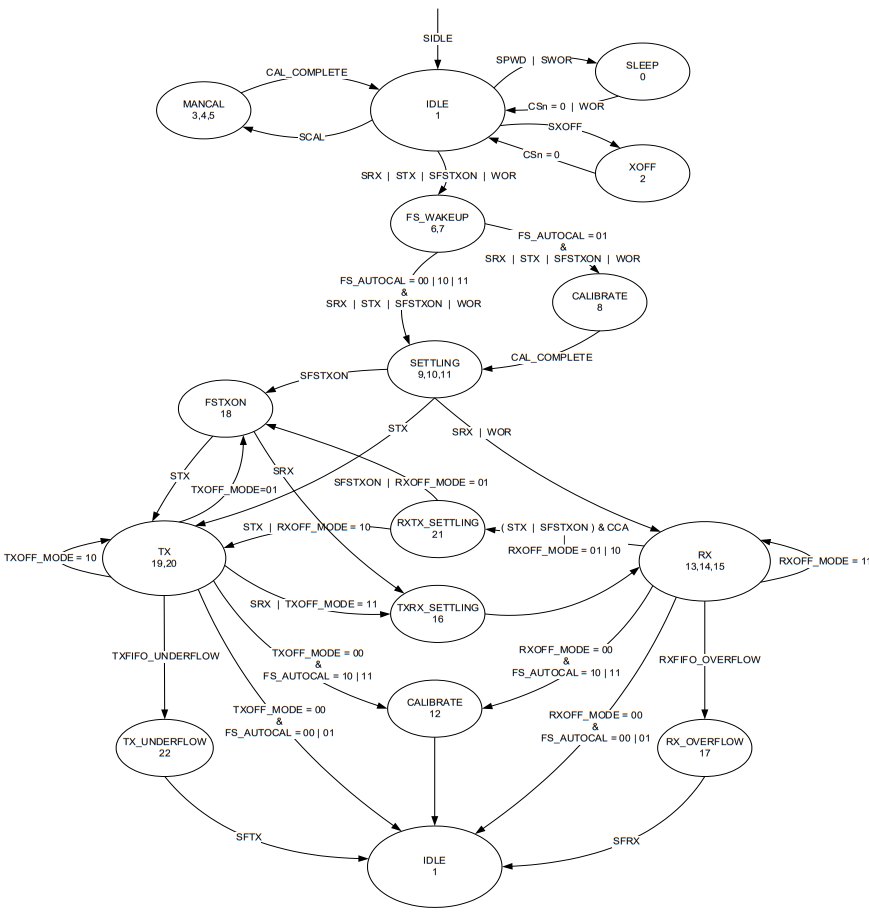 SIDLE
SPWD | SWOR
SLEEP
0
CAL_COMPLETE
MANCAL
3,4,5
IDLE
1
CSn = 0 | WOR
SXOFF
SCAL
CSn = 0
XOFF
2
SRX | STX | SFSTXON | WOR
FS_WAKEUP
6,7
FS_AUTOCAL = 01
&
SRX | STX | SFSTXON | WOR
FS_AUTOCAL = 00 | 10 | 11
&
SRX | STX | SFSTXON | WOR
CALIBRATE
8
CAL_COMPLETE
SETTLING
9,10,11
SFSTXON
FSTXON
18
STX
SRX | WOR
STX
SRX
TXOFF_MODE=01
SFSTXON | RXOFF_MODE = 01
RXTX_SETTLING
21
STX | RXOFF_MODE = 10
( STX | SFSTXON ) & CCA
|
RXOFF_MODE = 01 | 10
TXOFF_MODE = 10
TX
19,20
RX
13,14,15
RXOFF_MODE = 11
SRX | TXOFF_MODE = 11
TXRX_SETTLING
16
TXFIFO_UNDERFLOW
TXOFF_MODE = 00
&
FS_AUTOCAL = 10 | 11
RXOFF_MODE = 00
&
FS_AUTOCAL = 10 | 11
RXFIFO_OVERFLOW
CALIBRATE
12
TXOFF_MODE = 00
&
FS_AUTOCAL = 00 | 01
RXOFF_MODE = 00
&
FS_AUTOCAL = 00 | 01
TX_UNDERFLOW
22
RX_OVERFLOW
17
SFTX
SFRX
IDLE
1